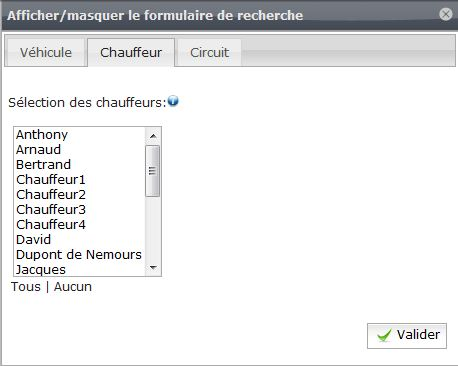 Afficher/masquer le formulaire de recherche
Véhicule Chauffeur Circuit
Sélection des chauffeurs:
Anthony
Arnaud
Bertrand
Chauffeur1
Chauffeur2
Chauffeur3
Chauffeur4
David
Dupont de Nemours
Jacques
Tous | Aucun
Valider